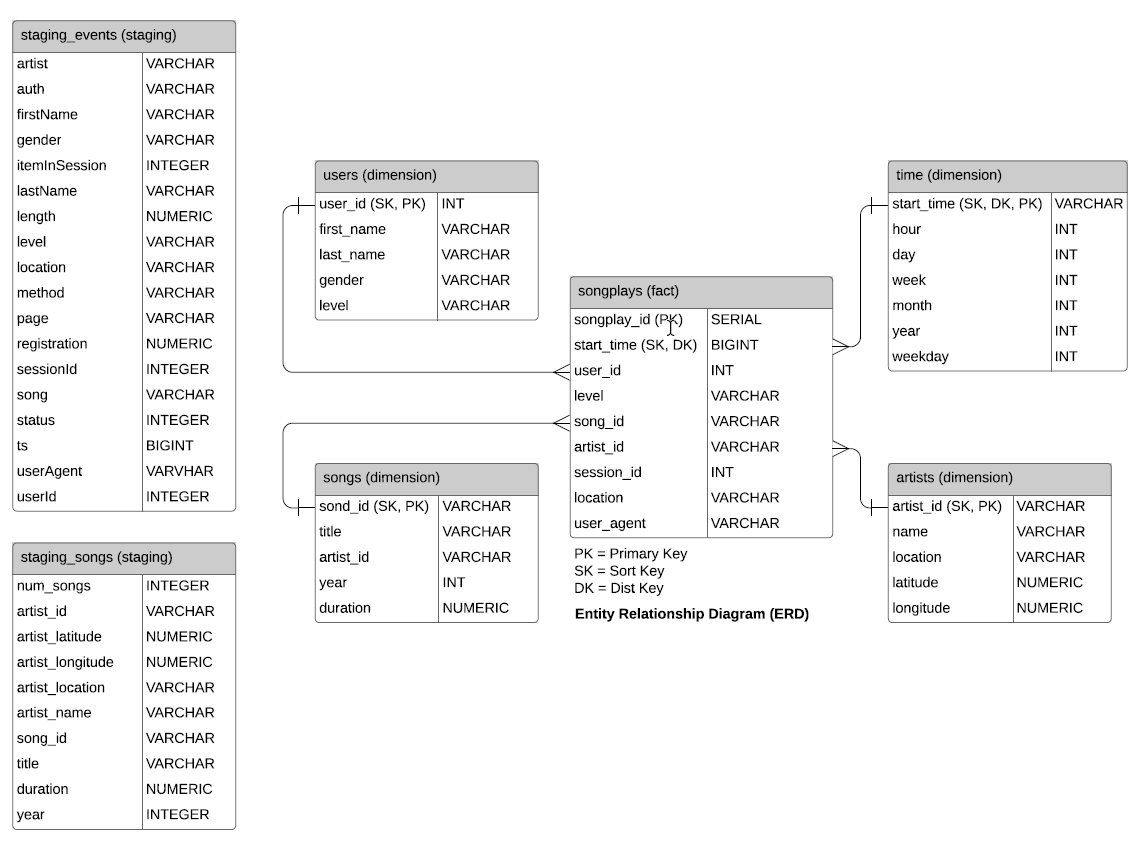 staging_events (staging)
artist VARCHAR
auth VARCHAR
firstName VARCHAR
gender VARCHAR
itemInSession INTEGER
lastName VARCHAR
length NUMERIC
level VARCHAR
location VARCHAR
method VARCHAR
page VARCHAR
registration NUMERIC
sessionId INTEGER
song VARCHAR
status INTEGER
ts BIGINT
userAgent VARVHAR
userId INTEGER
staging_songs (staging)
num_songs INTEGER
artist_id VARCHAR
artist_latitude NUMERIC
artist_longitude NUMERIC
artist_location VARCHAR
artist_name VARCHAR
song_id VARCHAR
title VARCHAR
duration NUMERIC
year INTEGER
users (dimension)
user_id (SK, PK) INT
first_name VARCHAR
last_name VARCHAR
gender VARCHAR
level VARCHAR
songs (dimension)
sond_id (SK, PK) VARCHAR
title VARCHAR
artist_id VARCHAR
year INT
duration NUMERIC
songplays (fact)
songplay_id (PK) SERIAL
start_time (SK, DK) BIGINT
user_id INT
level VARCHAR
song_id VARCHAR
artist_id VARCHAR
session_id INT
location VARCHAR
user_agent VARCHAR
PK = Primary Key
SK = Sort Key
DK = Dist Key
Entity Relationship Diagram (ERD)
time (dimension)
start_time (SK, DK, PK) VARCHAR
hour INT
day INT
week INT
month INT
year INT
weekday INT
artists (dimension)
artist_id (SK, PK) VARCHAR
name VARCHAR
location VARCHAR
latitude NUMERIC
longitude NUMERIC